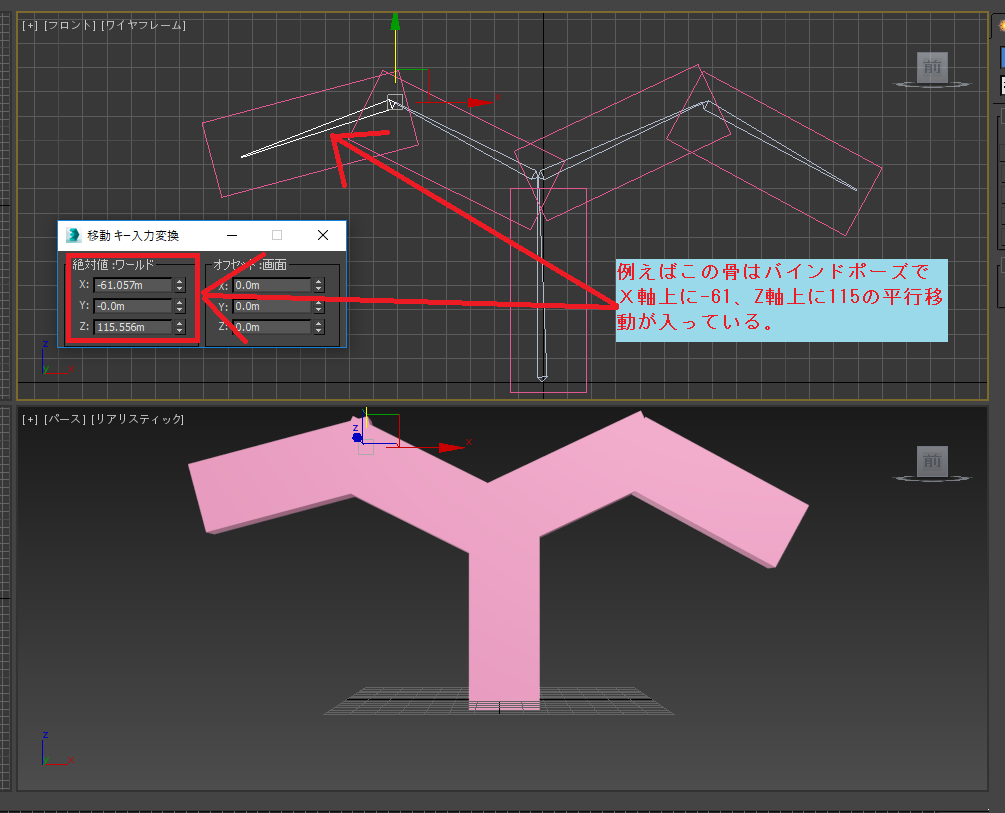 [+] [フロント] [ワイヤフレーム]
前
x
移動 キー入力変換
絶対値 :ワールド
オフセット :画面
X: -61.057m
X: 0.0m
Y: -0.0m
Y: 0.0m
Z: 115.556m
Z: 0.0m
例えばこの骨はバインドポーズで
X軸上に-61、Z軸上に115の平行移
動が入っている。
z
y
x
[+] [パース] [リアリスティック]
z
x
前
z
x